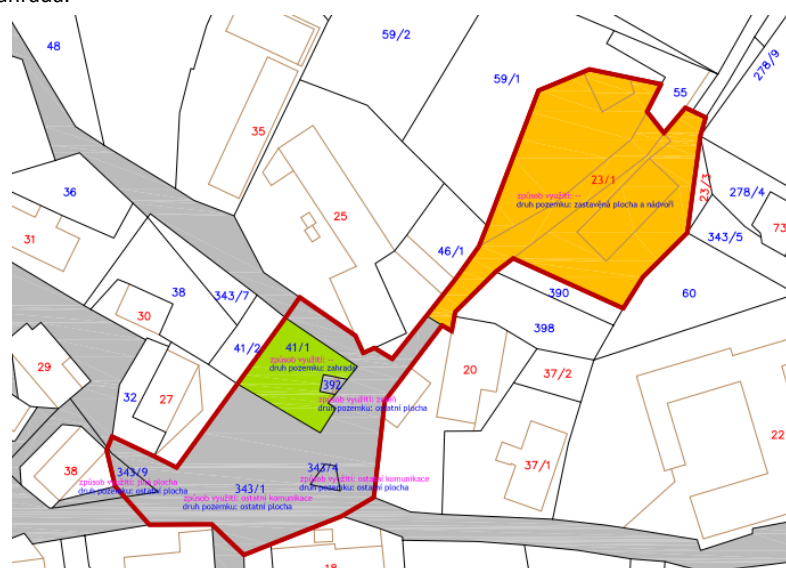 ahrada.
48
59/2
59/1
55
278/9
35
36
25
23/1
způsob využití: --
druh pozemku: zastavěná plocha a nádvoří
23/3
278/4
73
31
343/5
46/1
38
343/7
390
60
30
398
41/2
41/1
způsob využití: --
druh pozemku: zahrada
29
20
37/2
392
způsob využití: zeleň
druh pozemku: ostatní plocha
32
27
22
38
343/9
způsob využití: jiná plocha
druh pozemku: ostatní plocha
343/1
způsob využití: ostatní komunikace
druh pozemku: ostatní plocha
343/4
způsob využití: ostatní komunikace
druh pozemku: ostatní plocha
37/1
18